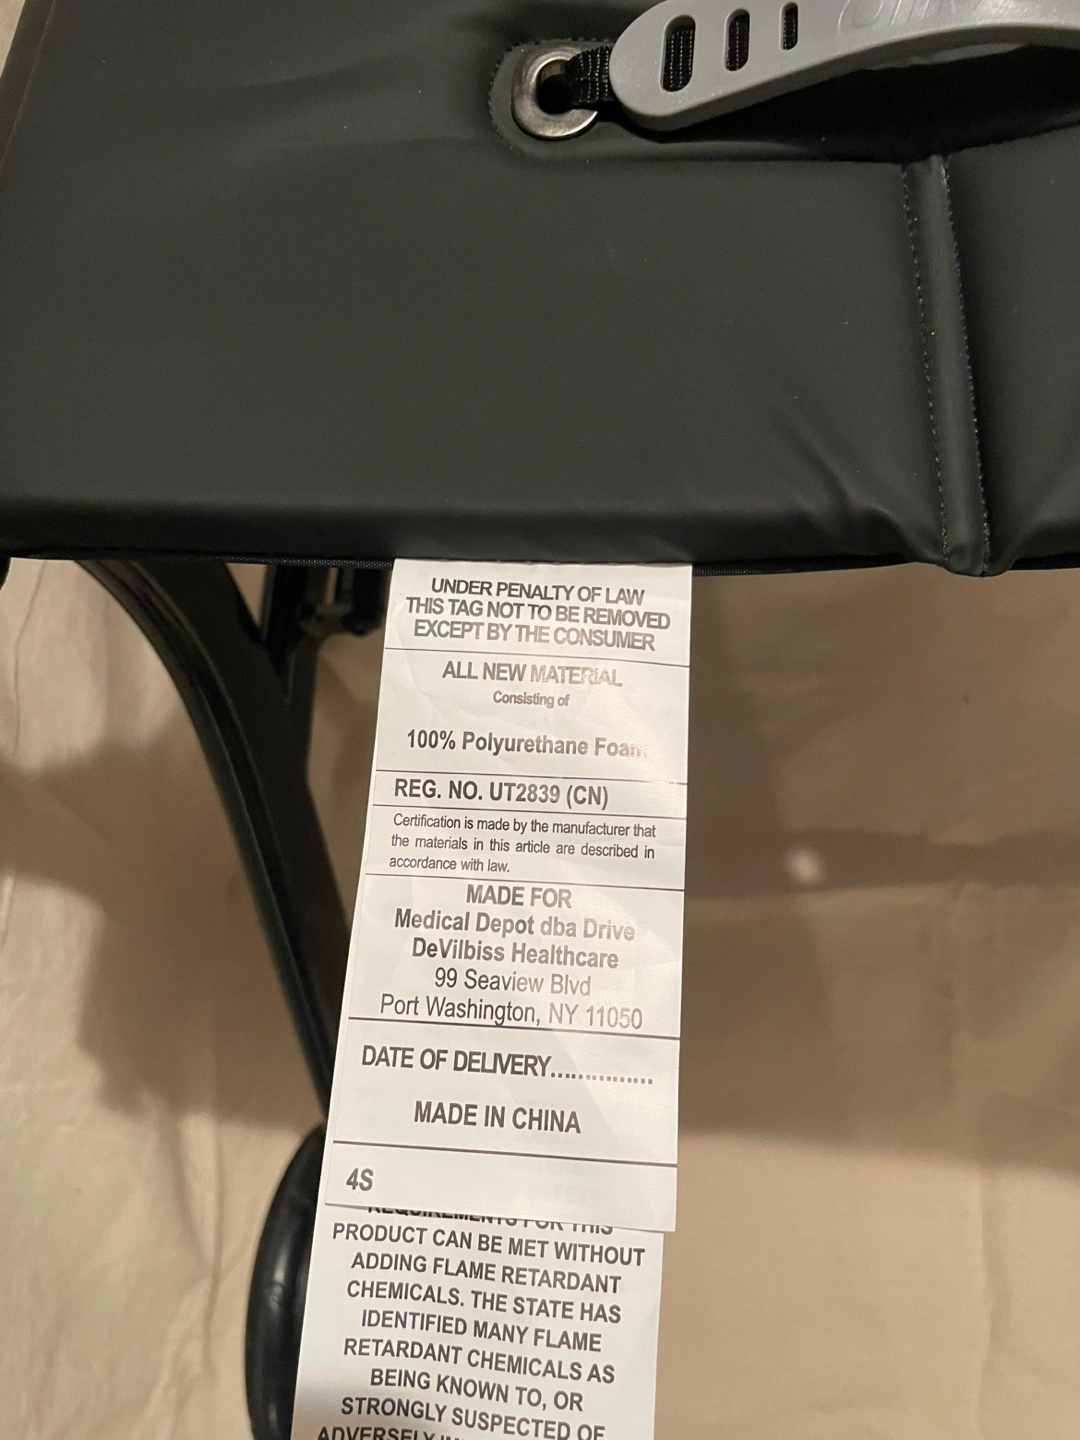 UNDER PENALTY OF LAW
THIS TAG NOT TO BE REMOVED
EXCEPT BY THE CONSUMER
ALL NEW MATERIAL
Consisting of
100% Polyurethane Foam
REG. NO. UT2839 (CN)
Certification is made by the manufacturer that
the materials in this article are described in
accordance with law.
MADE FOR
Medical Depot dba Drive
DeVilbiss Healthcare
99 Seaview Blvd
Port Washington, NY 11050
DATE OF DELIVERY...............
MADE IN CHINA
4S
REQUIREMENTS FOR THIS
PRODUCT CAN BE MET WITHOUT
ADDING FLAME RETARDANT
CHEMICALS. THE STATE HAS
IDENTIFIED MANY FLAME
RETARDANT CHEMICALS AS
BEING KNOWN TO, OR
STRONGLY SUSPECTED OF
ADVERSELY